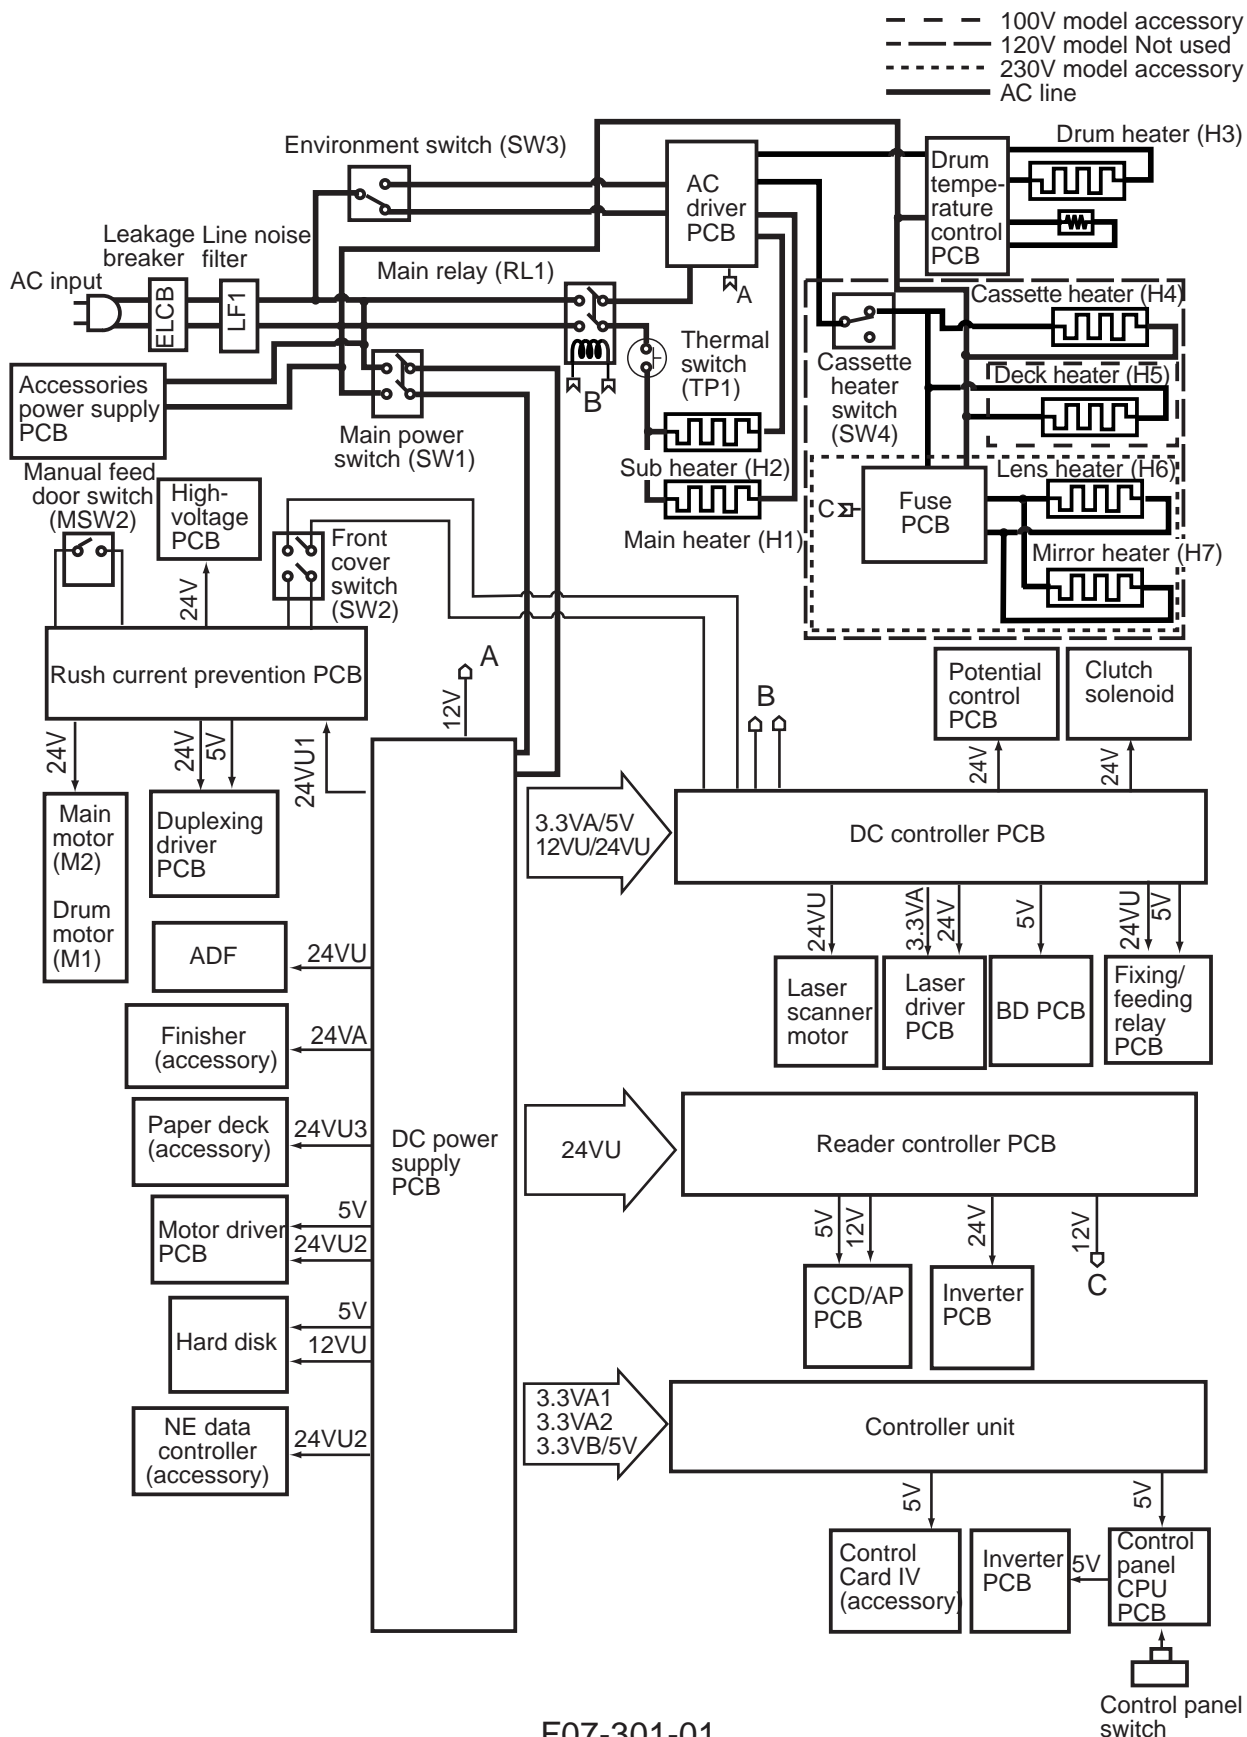 100V model accessory
120V model Not used
230V model accessory
AC line
Environment switch (SW3)
Drum heater (H3)
AC
driver
PCB
Drum
tempe-
rature
control
PCB
Leakage
breaker
Line noise
filter
Main relay (RL1)
AC input
ELCB
LF1
A
Cassette heater (H4)
Thermal
switch
(TP1)
Cassette
heater
switch
(SW4)
Deck heater (H5)
Accessories
power supply
PCB
B
Main power
switch (SW1)
Sub heater (H2)
Main heater (H1)
Lens heater (H6)
C
Fuse
PCB
Mirror heater (H7)
Manual feed
door switch
(MSW2)
High-
voltage
PCB
Front
cover
switch
(SW2)
24V
Rush current prevention PCB
A
12V
B
Potential
control
PCB
Clutch
solenoid
24V
24V
24V
24V
5V
24VU1
Main
motor
(M2)
Drum
motor
(M1)
Duplexing
driver
PCB
3.3VA/5V
12VU/24VU
DC controller PCB
24VU
3.3VA
24V
5V
24VU
5V
Laser
scanner
motor
Laser
driver
PCB
BD PCB
Fixing/
feeding
relay
PCB
ADF
24VU
Finisher
(accessory)
24VA
Paper deck
(accessory)
24VU3
DC power
supply
PCB
24VU
Reader controller PCB
Motor driver
PCB
5V
24VU2
5V
12V
24V
12V
C
CCD/AP
PCB
Inverter
PCB
Hard disk
5V
12VU
NE data
controller
(accessory)
24VU2
3.3VA1
3.3VA2
3.3VB/5V
Controller unit
5V
5V
Control
Card IV
(accessory)
Inverter
PCB
5V
Control
panel
CPU
PCB
Control panel
switch
F07-301-01